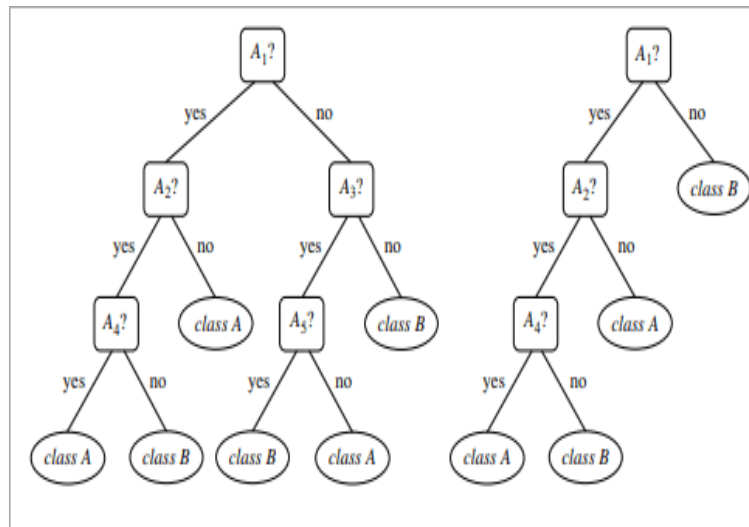 A₁? A₁?
yes no yes no
A₂? A₃? A₂? class B
yes no yes no yes no
A₄? class A A₅? class B A₄? class A
yes no yes no yes no
class A class B class B class A class A class B